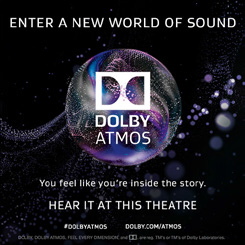 ENTER A NEW WORLD OF SOUND
DOLBY
ATMOS
You feel like you're inside the story.
HEAR IT AT THIS THEATRE
#DOLBYATMOS DOLBY.COM/ATMOS
DOLBY, DOLBY ATMOS, FEEL EVERY DIMENSION, and are reg. TM's or TM's of Dolby Laboratories.